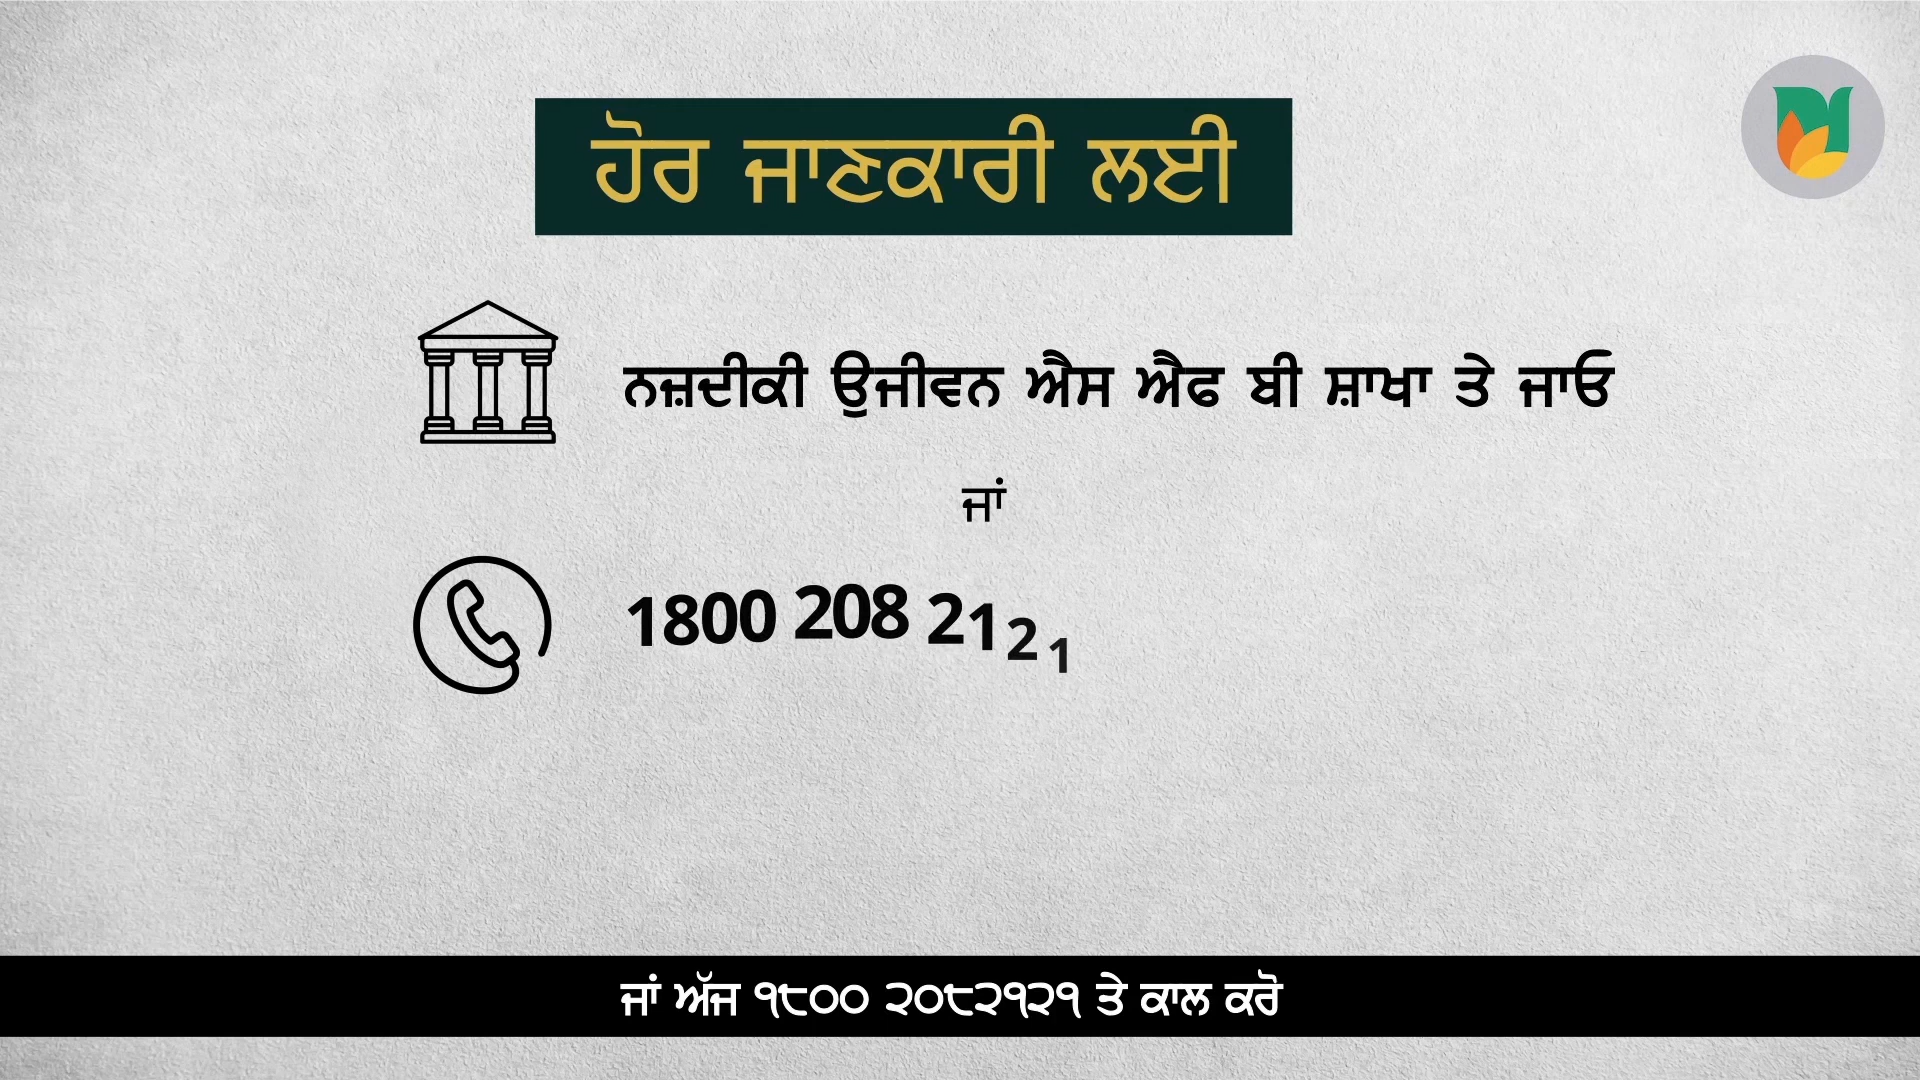 ਹੋਰ ਜਾਣਕਾਰੀ ਲਈ
ਨਜ਼ਦੀਕੀ ਉਜੀਵਨ ਐਸ ਐਫ ਬੀ ਸ਼ਾਖਾ ਤੇ ਜਾਓ
ਜਾਂ
1800 208 2121
ਜਾਂ ਅੱਜ ੧੮੦੦ ੨੦੮੨੧੨੧ ਤੇ ਕਾਲ ਕਰੋ